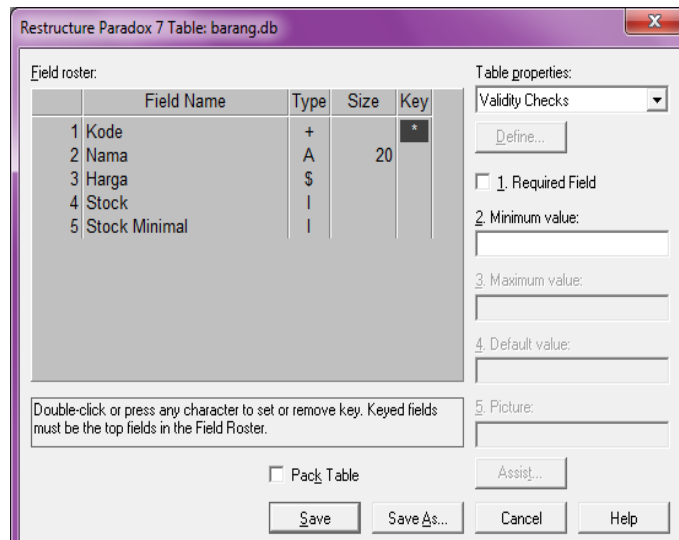 Restructure Paradox 7 Table: barang.db
X
Field roster:
Field Name Type Size Key
1 Kode + *
2 Nama A 20
3 Harga $
4 Stock I
5 Stock Minimal I
Double-click or press any character to set or remove key. Keyed fields
must be the top fields in the Field Roster.
Pack Table
Save Save As... Cancel Help
Table properties:
Validity Checks
Define...
1. Required Field
2. Minimum value:
3. Maximum value:
4. Default value:
5. Picture:
Assist...